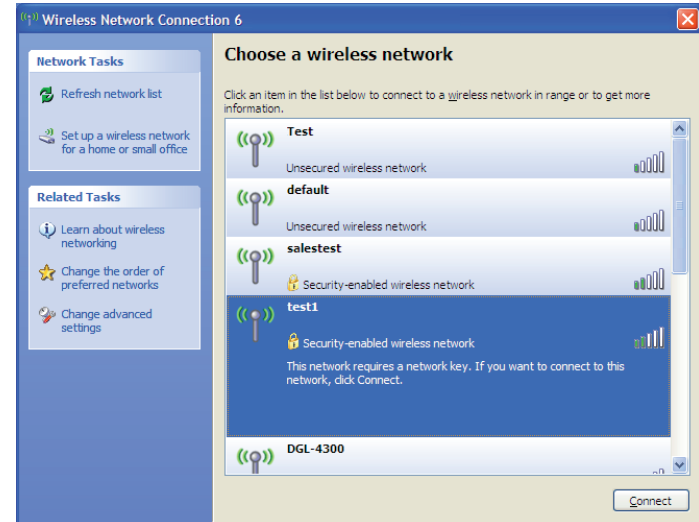 Wireless Network Connection 6
Network Tasks
Refresh network list
Set up a wireless network
for a home or small office
Related Tasks
Learn about wireless
networking
Change the order of
preferred networks
Change advanced
settings
Choose a wireless network
Click an item in the list below to connect to a wireless network in range or to get more
information.
Test
Unsecured wireless network
default
Unsecured wireless network
salestest
Security-enabled wireless network
test1
Security-enabled wireless network
This network requires a network key. If you want to connect to this
network, click Connect.
DGL-4300
Connect